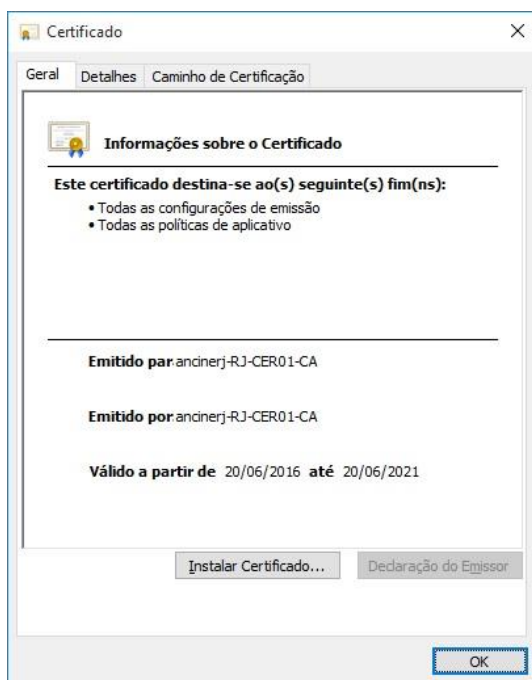 Certificado
Geral Detalhes Caminho de Certificação
Informações sobre o Certificado
Este certificado destina-se ao(s) seguinte(s) fim(ns):
• Todas as configurações de emissão
• Todas as políticas de aplicativo
Emitido par ancinerj-RJ-CER01-CA
Emitido por ancinerj-RJ-CER01-CA
Válido a partir de 20/06/2016 até 20/06/2021
Instalar Certificado... Declaração do Emissor
OK